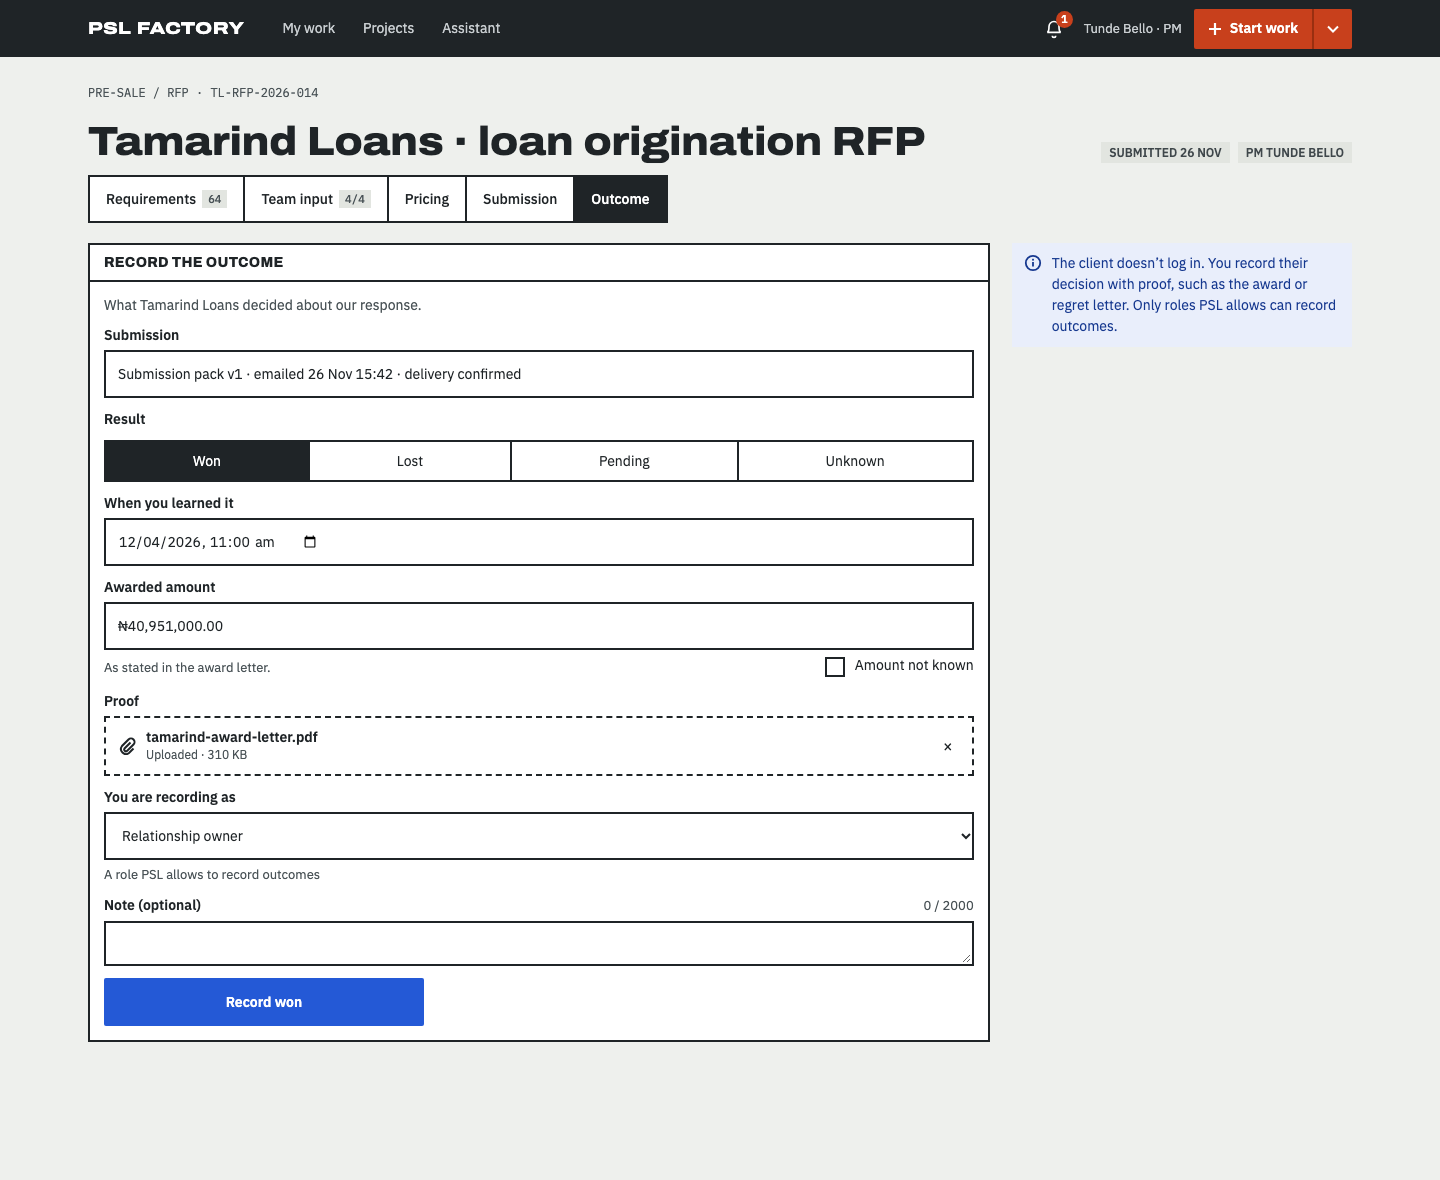 PSL FACTORY
My work
Projects
Assistant
1
Tunde Bello · PM
Start work
PRE-SALE / RFP · TL-RFP-2026-014
Tamarind Loans · loan origination RFP
SUBMITTED 26 NOV
PM TUNDE BELLO
Requirements 64
Team input 4/4
Pricing
Submission
Outcome
RECORD THE OUTCOME
What Tamarind Loans decided about our response.
Submission
Submission pack v1 · emailed 26 Nov 15:42 · delivery confirmed
Result
Won
Lost
Pending
Unknown
When you learned it
12/04/2026, 11:00 am
Awarded amount
₦40,951,000.00
As stated in the award letter.
Amount not known
Proof
tamarind-award-letter.pdf
Uploaded · 310 KB
×
You are recording as
Relationship owner
A role PSL allows to record outcomes
Note (optional)
0 / 2000
Record won
The client doesn’t log in. You record their
decision with proof, such as the award or
regret letter. Only roles PSL allows can record
outcomes.